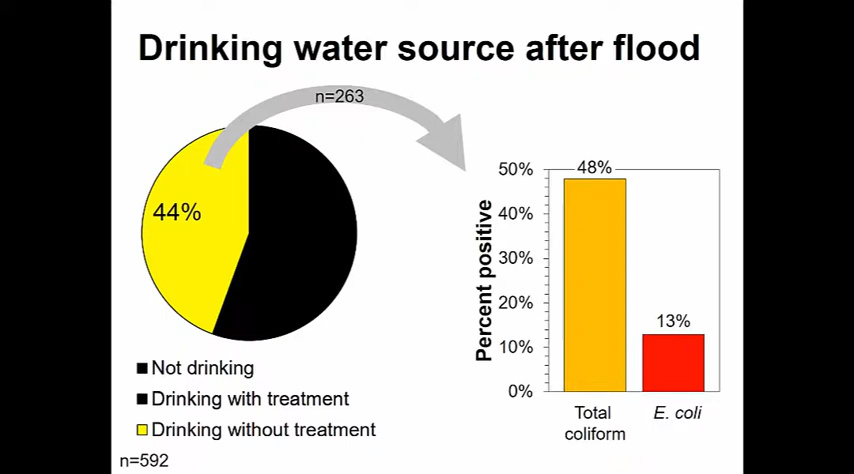 Drinking water source after flood
n=263
44%
Not drinking
Drinking with treatment
Drinking without treatment
n=592
Percent positive
50%
40%
30%
20%
10%
0%
48%
13%
Total
coliform
E. coli